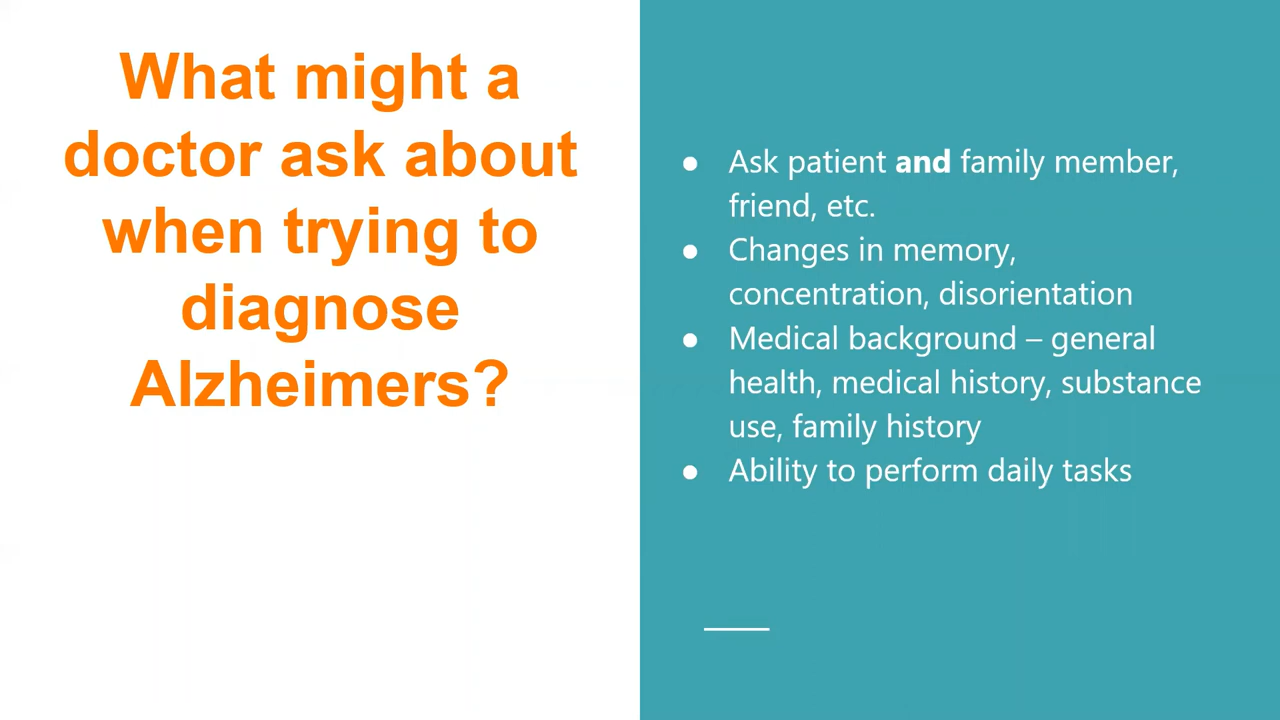 What might a
doctor ask about
when trying to
diagnose
Alzheimers?
● Ask patient and family member,
friend, etc.
● Changes in memory,
concentration, disorientation
● Medical background – general
health, medical history, substance
use, family history
● Ability to perform daily tasks